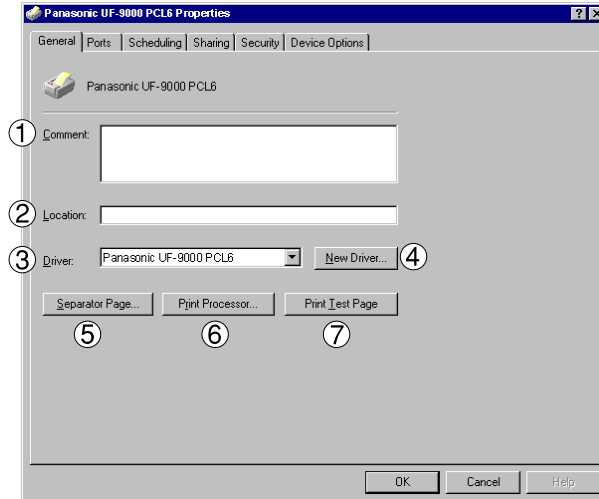 Panasonic UF-9000 PCL6 Properties ? ×
General Ports Scheduling Sharing Security Device Options
Panasonic UF-9000 PCL6
① Comment:
② Location:
③ Driver: Panasonic UF-9000 PCL6 New Driver... ④
Separator Page... Print Processor... Print Test Page
⑤ ⑥ ⑦
OK Cancel Help